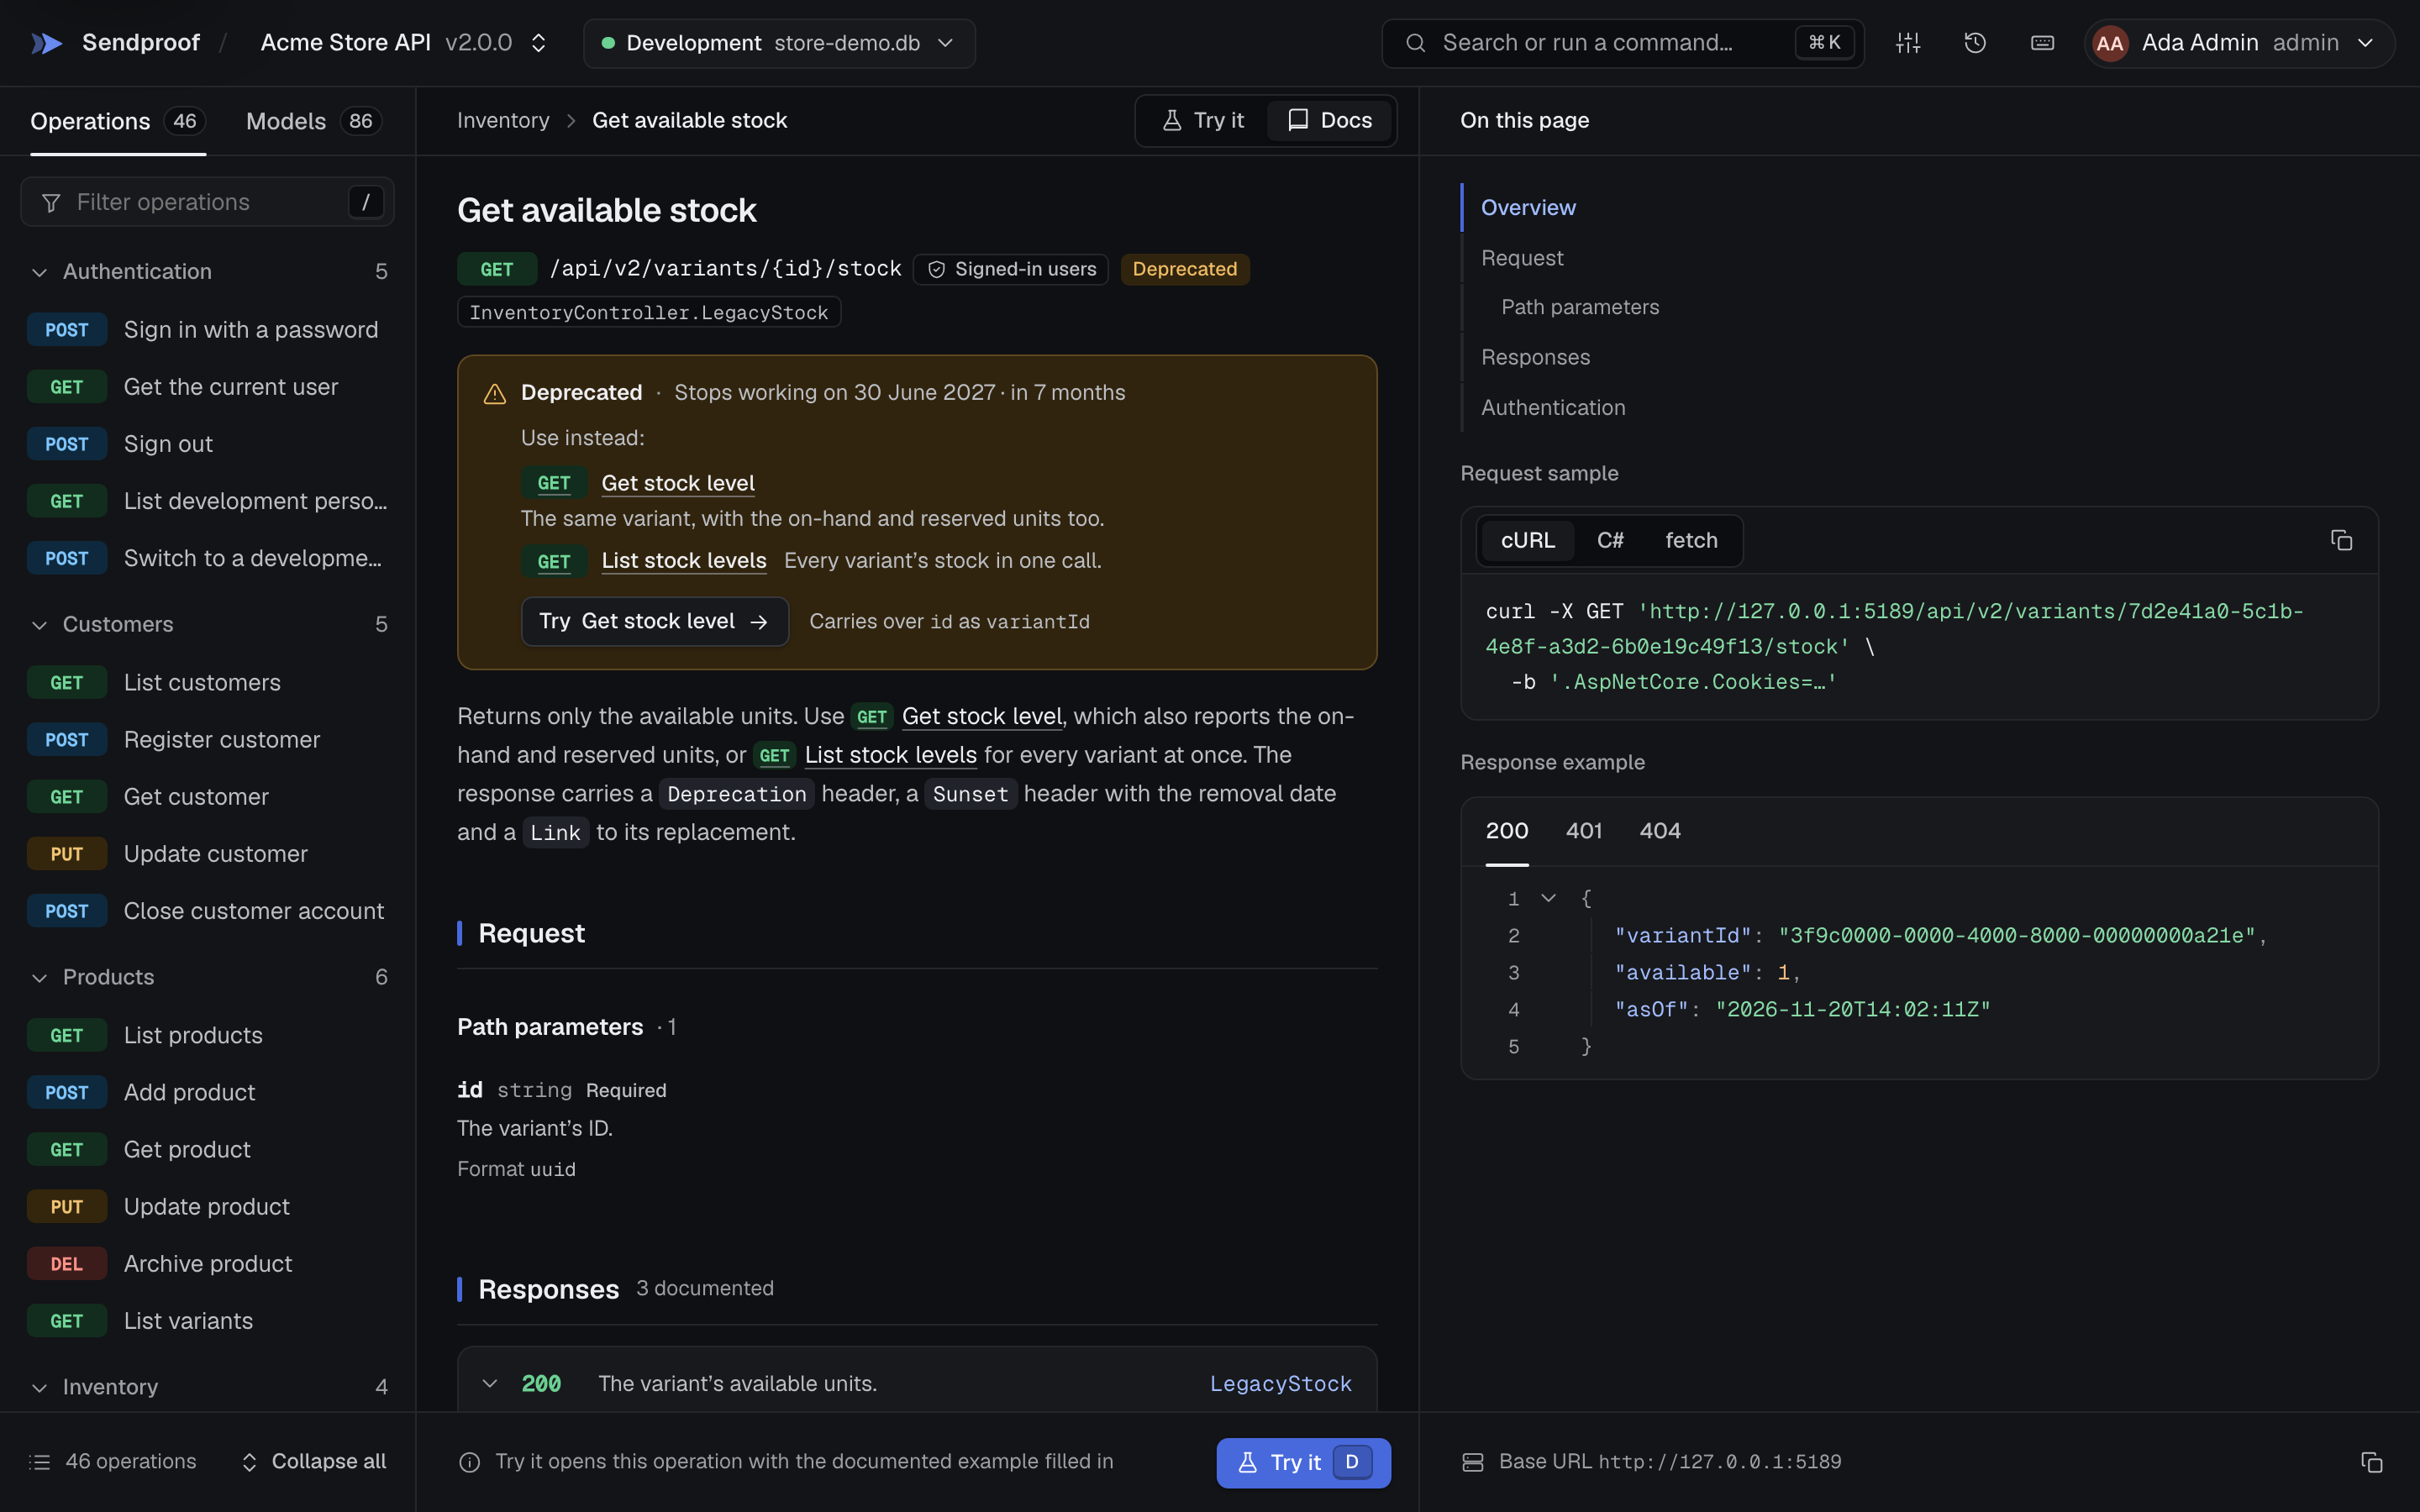 Sendproof / Acme Store API v2.0.0
Development store-demo.db
Search or run a command… ⌘K
AA Ada Admin admin
Operations 46 Models 86
Filter operations /
Authentication 5
POST Sign in with a password
GET Get the current user
POST Sign out
GET List development perso…
POST Switch to a developme…
Customers 5
GET List customers
POST Register customer
GET Get customer
PUT Update customer
POST Close customer account
Products 6
GET List products
POST Add product
GET Get product
PUT Update product
DEL Archive product
GET List variants
Inventory 4
46 operations Collapse all
Inventory > Get available stock
Try it Docs
Get available stock
GET /api/v2/variants/{id}/stock Signed-in users Deprecated
InventoryController.LegacyStock
Deprecated · Stops working on 30 June 2027 · in 7 months
Use instead:
GET Get stock level
The same variant, with the on-hand and reserved units too.
GET List stock levels Every variant’s stock in one call.
Try Get stock level → Carries over id as variantId
Returns only the available units. Use GET Get stock level, which also reports the on-
hand and reserved units, or GET List stock levels for every variant at once. The
response carries a Deprecation header, a Sunset header with the removal date
and a Link to its replacement.
Request
Path parameters · 1
id string Required
The variant’s ID.
Format uuid
Responses 3 documented
200 The variant’s available units. LegacyStock
Try it opens this operation with the documented example filled in
Try it D
On this page
Overview
Request
Path parameters
Responses
Authentication
Request sample
cURL C# fetch
curl -X GET 'http://127.0.0.1:5189/api/v2/variants/7d2e41a0-5c1b-
4e8f-a3d2-6b0e19c49f13/stock' \
-b '.AspNetCore.Cookies=…'
Response example
200 401 404
1 {
2 "variantId": "3f9c0000-0000-4000-8000-00000000a21e",
3 "available": 1,
4 "asOf": "2026-11-20T14:02:11Z"
5 }
Base URL http://127.0.0.1:5189